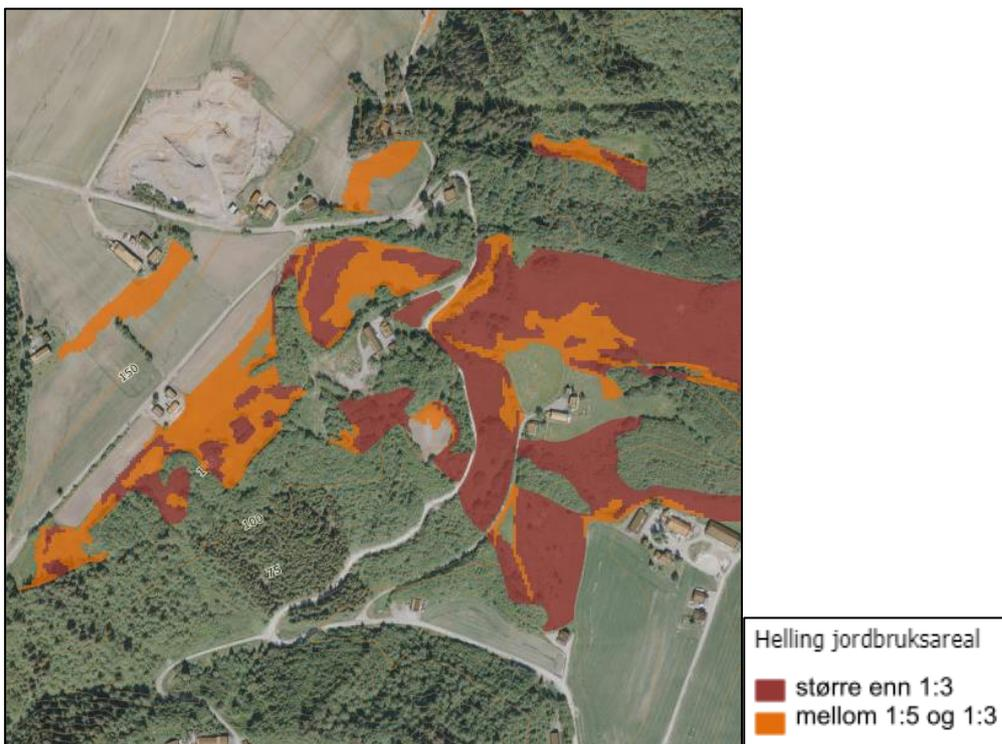 150
100
75
Helling jordbruksareal
større enn 1:3
mellom 1:5 og 1:3